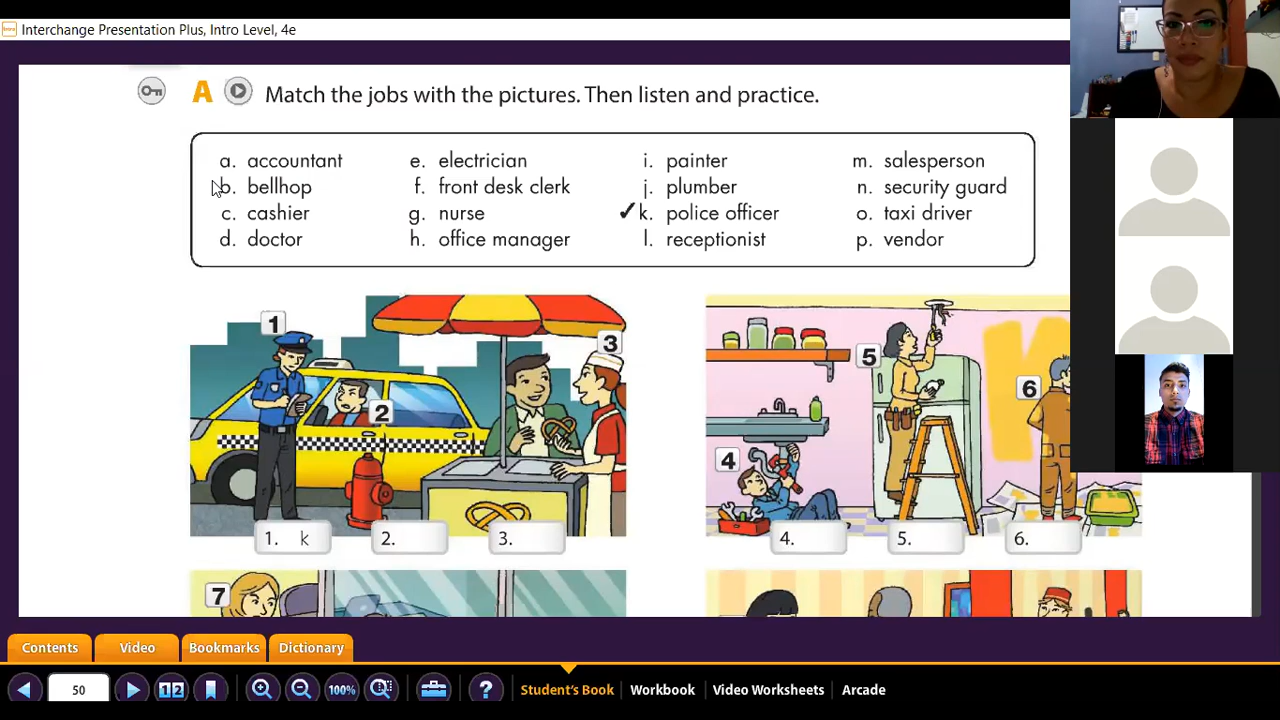 Interchange Presentation Plus, Intro Level, 4e
A Match the jobs with the pictures. Then listen and practice.
a. accountant e. electrician i. painter m. salesperson
b. bellhop f. front desk clerk j. plumber n. security guard
c. cashier g. nurse ✓k. police officer o. taxi driver
d. doctor h. office manager l. receptionist p. vendor
1
2
3
4
5
6
1. k 2. 3. 4. 5. 6.
7
Contents Video Bookmarks Dictionary
50 12 100% ? Student's Book Workbook Video Worksheets Arcade